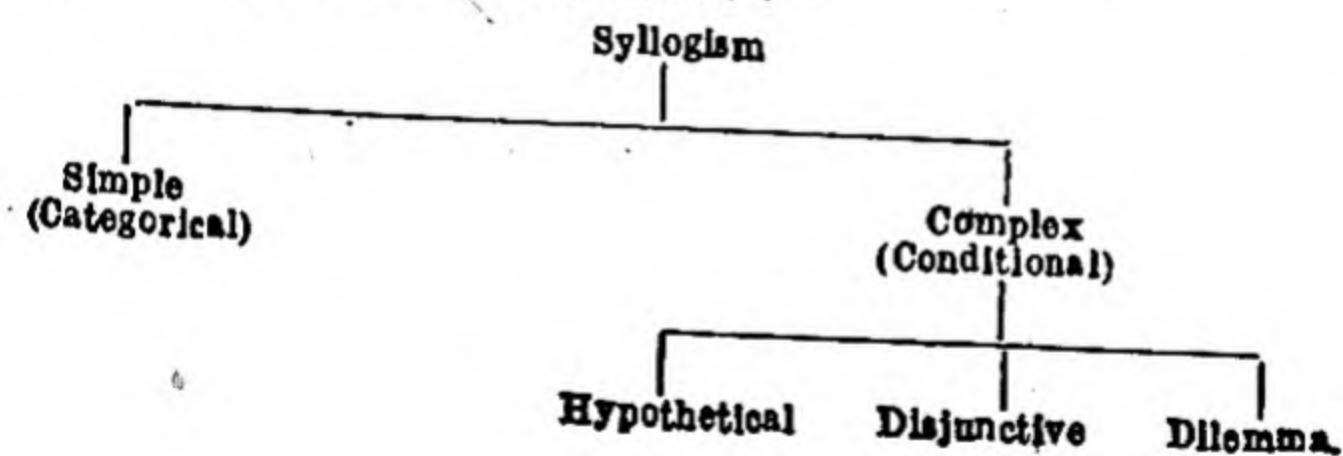 Syllogism
Simple
(Categorical)
Complex
(Conditional)
Hypothetical Disjunctive Dilemma.